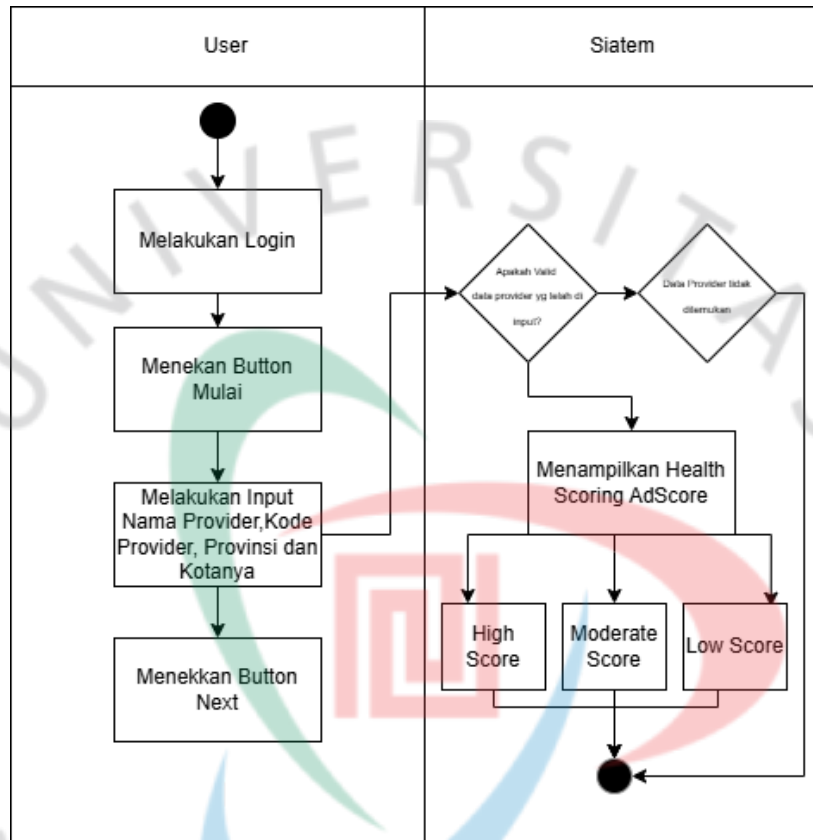 User
Siatem
Melakukan Login
Menekan Button
Mulai
Melakukan Input
Nama Provider,Kode
Provider, Provinsi dan
Kotanya
Menekkan Button
Next
Apakah Valid
data provider yg telah di
input?
Data Provider tidak
ditemukan
Menampilkan Health
Scoring AdScore
High
Score
Moderate
Score
Low Score
UNIVERSITAS